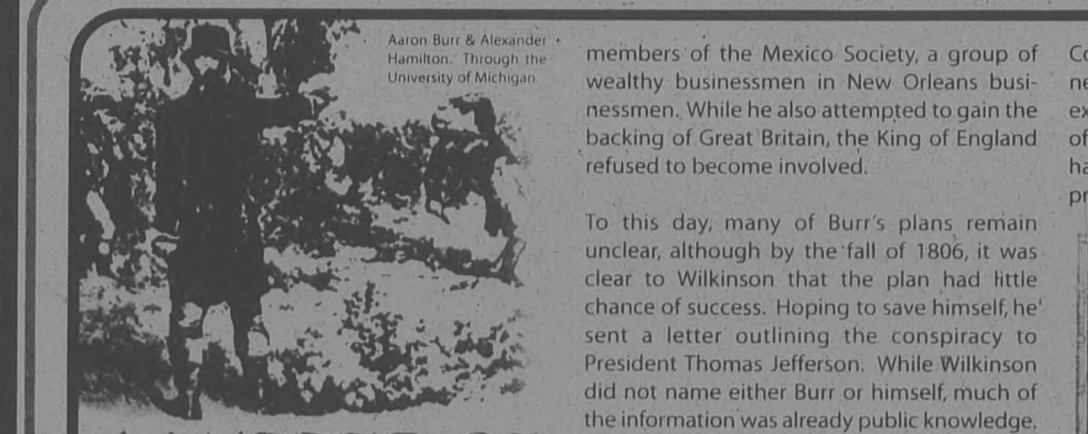 Aaron Burr & Alexander
Hamilton. Through the
University of Michigan.
members of the Mexico Society, a group of
wealthy businessmen in New Orleans busi-
nessmen. While he also attempted to gain the
backing of Great Britain, the King of England
refused to become involved.
To this day, many of Burr's plans remain
unclear, although by the fall of 1806, it was
clear to Wilkinson that the plan had little
chance of success. Hoping to save himself, he
sent a letter outlining the conspiracy to
President Thomas Jefferson. While Wilkinson
did not name either Burr or himself, much of
the information was already public knowledge.